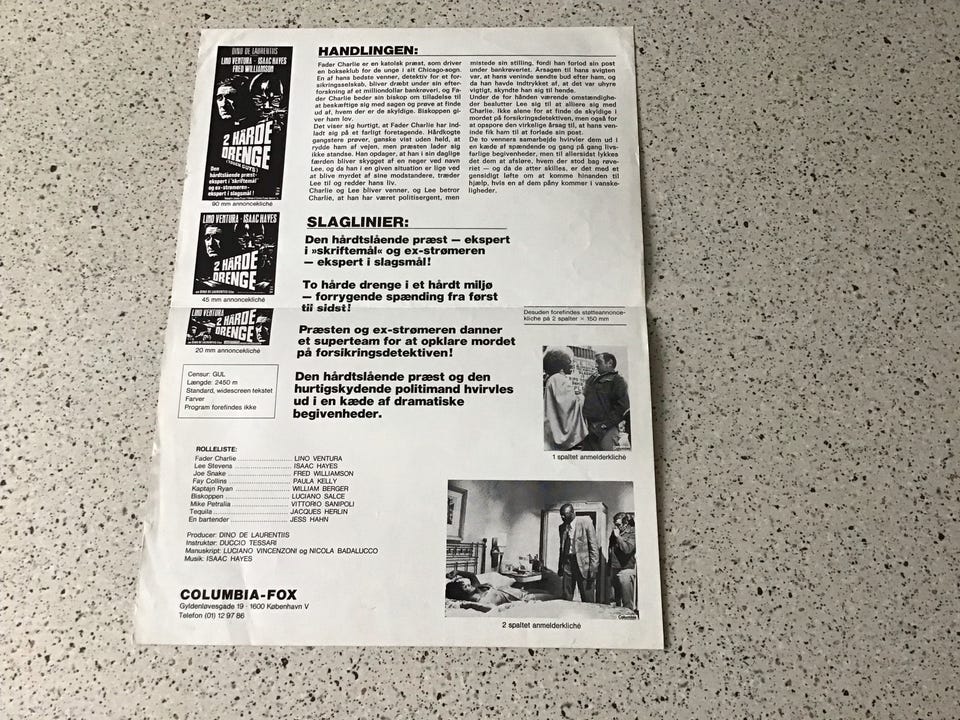 DINO DE LAURENTIIS
LINO VENTURA · ISAAC HAYES
FRED WILLIAMSON
2 HÅRDE
DRENGE
(TOUGH GUYS)
Den
hårdtslående præst-
ekspert i 'skriftemål'
og ex-strømeren-
ekspert i slagsmål!
90 mm annoncekliché
LINO VENTURA · ISAAC HAYES
2 HÅRDE
DRENGE
45 mm annoncekliché
LINO VENTURA
2 HÅRDE
DRENGE
20 mm annoncekliché
Censur: GUL
Længde: 2450 m
Standard, widescreen tekstet
Farver
Program forefindes ikke
HANDLINGEN:
Fader Charlie er en katolsk præst, som driver
en bokseklub for de unge i sit Chicago-sogn.
En af hans bedste venner, detektiv for et for-
sikringsselskab, bliver dræbt under sin efter-
forskning af et milliondollar bankrøveri, og Fa-
der Charlie beder sin biskop om tilladelse til
at beskæftige sig med sagen og prøve at finde
ud af, hvem der er de skyldige. Biskoppen gi-
ver ham lov.
Det viser sig hurtigt, at Fader Charlie har ind-
ladt sig på et farligt foretagende. Hårdkogte
gangstere prøver, ganske vist uden held, at
rydde ham af vejen, men præsten lader sig
ikke standse. Han opdager, at han i sin daglige
færden bliver skygget af en neger ved navn
Lee, og da han i en given situation er lige ved
at blive myrdet af sine modstandere, træder
Lee til og redder hans liv.
Charlie og Lee bliver venner, og Lee betror
Charlie, at han har været politisergent, men
mistede sin stilling, fordi han forlod sin post
under bankrøveriet. Årsagen til hans svigten
var, at hans veninde sendte bud efter ham, og
da han havde indtrykket af, at det var uhyre
vigtigt, skyndte han sig til hende.
Under de for hånden værende omstændighe-
der beslutter Lee sig til at alliere sig med
Charlie. Ikke alene for at finde de skyldige i
mordet på forsikringsdetektiven, men også for
at opspore den virkelige årsag til, at hans ven-
inde fik ham til at forlade sin post.
De to venners samarbejde hvirvler dem ud i
en kæde af spændende og gang på gang livs-
farlige begivenheder, men til allersidst lykkes
det dem at afsløre, hvem der stod bag røve-
riet — og da de atter skilles, er det med et
gensidigt løfte om at komme hinanden til
hjælp, hvis en af dem påny kommer i vanske-
ligheder.
SLAGLINIER:
Den hårdtslående præst — ekspert
i »skriftemål« og ex-strømeren
— ekspert i slagsmål!
To hårde drenge i et hårdt miljø
— forrygende spænding fra først
til sidst!
Præsten og ex-strømeren danner
et superteam for at opklare mordet
på forsikringsdetektiven!
Den hårdtslående præst og den
hurtigskydende politimand hvirvles
ud i en kæde af dramatiske
begivenheder.
Desuden forefindes støtteannonce-
kliche på 2 spalter × 150 mm
Columbia
1 spaltet anmelderkliché
Columbia
2 spaltet anmelderkliché
ROLLELISTE:
Fader Charlie ........ LINO VENTURA
Lee Stevens ........ ISAAC HAYES
Joe Snake ........ FRED WILLIAMSON
Fay Collins ........ PAULA KELLY
Kaptajn Ryan ........ WILLIAM BERGER
Biskoppen ........ LUCIANO SALCE
Mike Petralia ........ VITTORIO SANIPOLI
Tequila ........ JACQUES HERLIN
En bartender ........ JESS HAHN
Producer: DINO DE LAURENTIIS
Instruktør: DUCCIO TESSARI
Manuskript: LUCIANO VINCENZONI og NICOLA BADALUCCO
Musik: ISAAC HAYES
COLUMBIA-FOX
Gyldenløvesgade 19 · 1600 København V
Telefon (01) 12 97 86